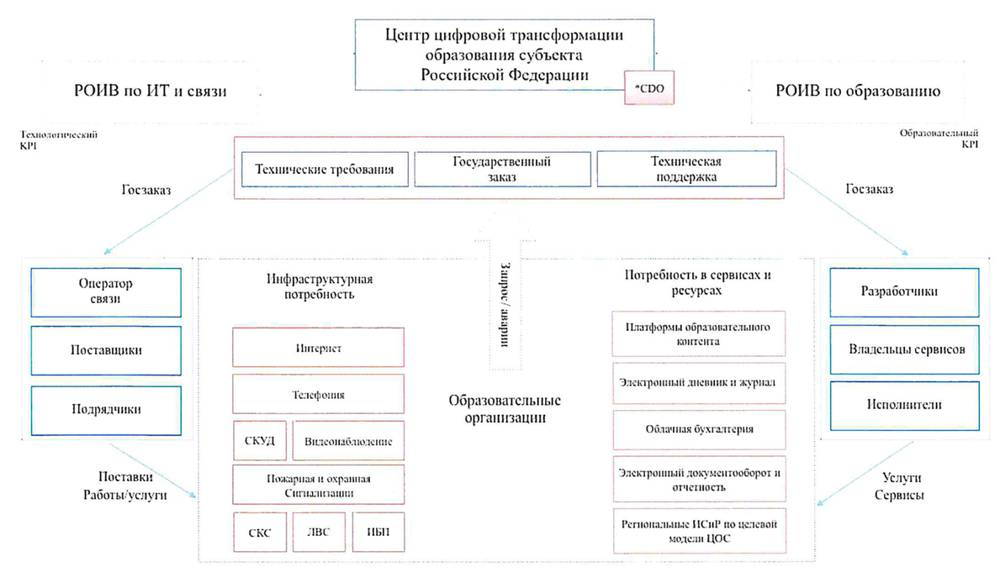 Центр цифровой трансформации
образования субъекта
Российской Федерации
*CDO
РОИВ по ИТ и связи
РОИВ по образованию
Технологический
KPI
Образовательный
KPI
Технические требования
Государственный
заказ
Техническая
поддержка
Госзаказ
Госзаказ
Запрос / аварии
Оператор
связи
Поставщики
Подрядчики
Поставки
Работы/услуги
Инфраструктурная
потребность
Интернет
Телефония
СКУД
Видеонаблюдение
Пожарная и охранная
Сигнализации
СКС
ЛВС
ИБП
Образовательные
организации
Потребность в сервисах и
ресурсах
Платформы образовательного
контента
Электронный дневник и журнал
Облачная бухгалтерия
Электронный документооборот и
отчетность
Региональные ИСиР по целевой
модели ЦОС
Разработчики
Владельцы сервисов
Исполнители
Услуги
Сервисы